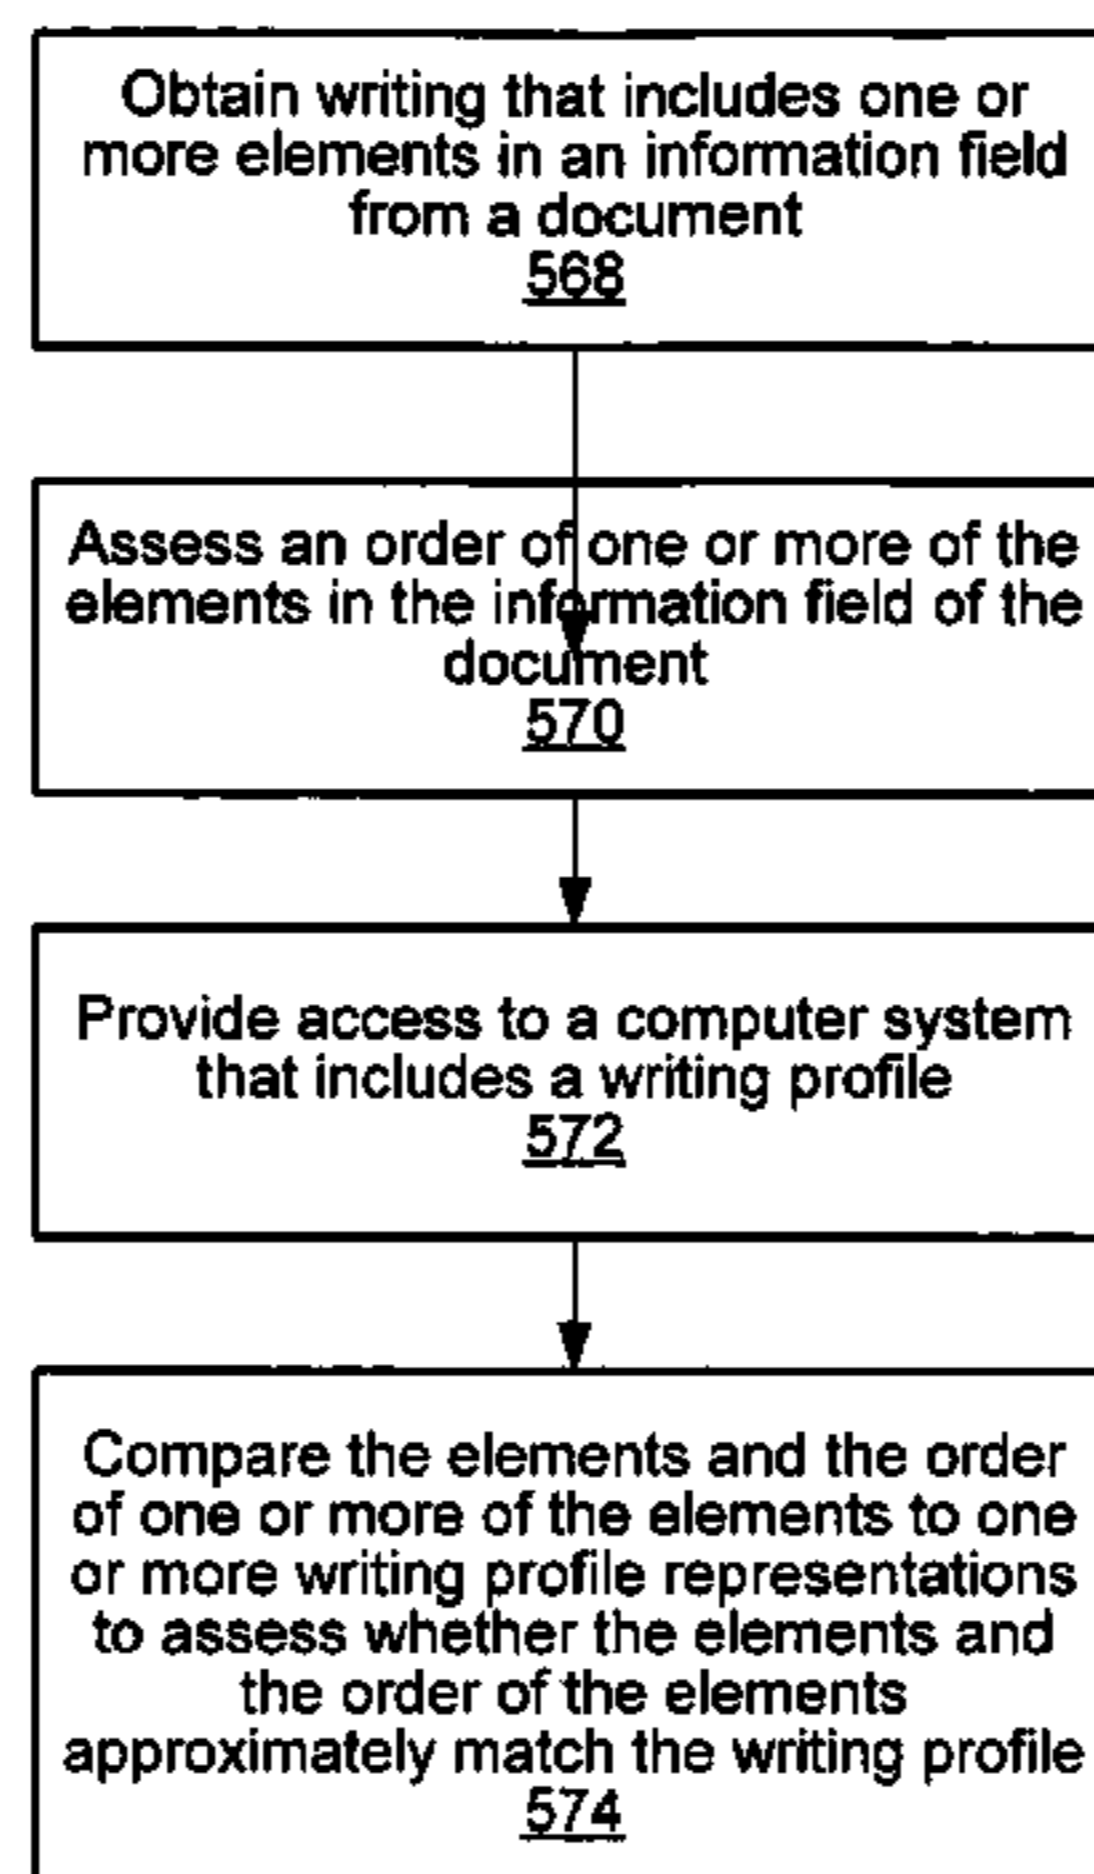 Obtain writing that includes one or
more elements in an information field
from a document
568
Assess an order of one or more of the
elements in the information field of the
document
570
Provide access to a computer system
that includes a writing profile
572
Compare the elements and the order
of one or more of the elements to one
or more writing profile representations
to assess whether the elements and
the order of the elements
approximately match the writing profile
574